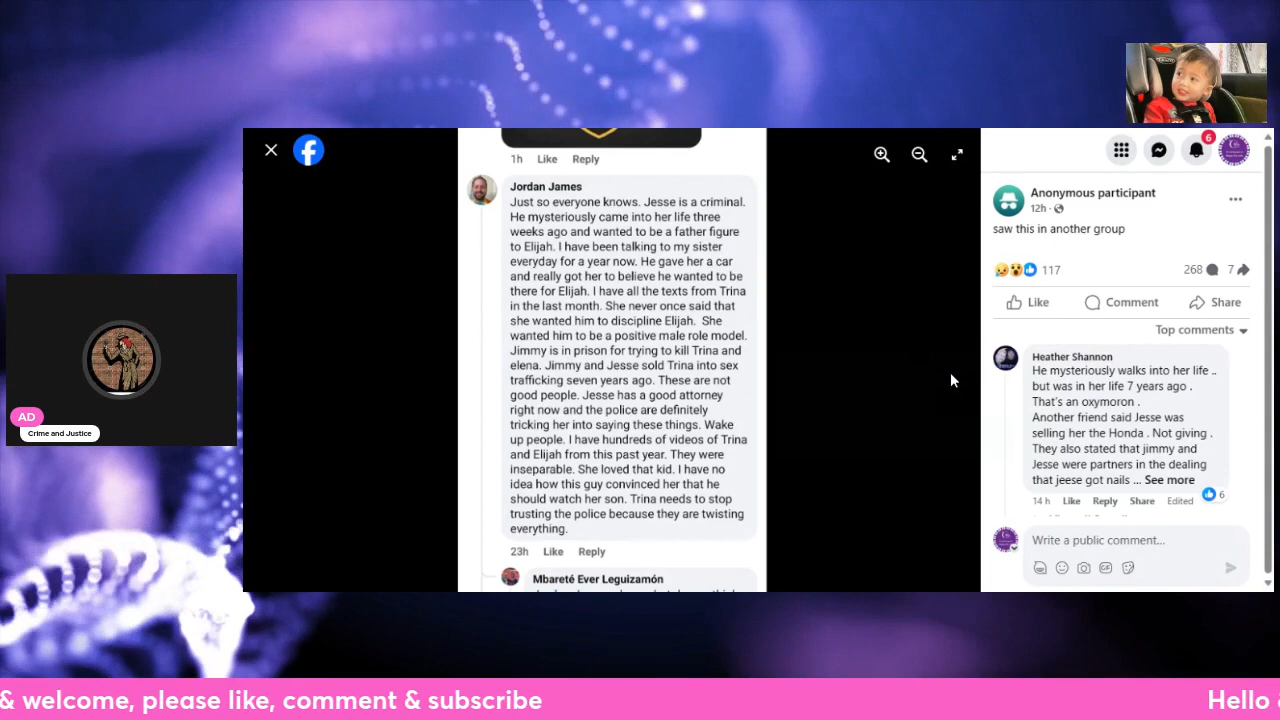 1h Like Reply
Jordan James
Just so everyone knows. Jesse is a criminal.
He mysteriously came into her life three
weeks ago and wanted to be a father figure
to Elijah. I have been talking to my sister
everyday for a year now. He gave her a car
and really got her to believe he wanted to be
there for Elijah. I have all the texts from Trina
in the last month. She never once said that
she wanted him to discipline Elijah. She
wanted him to be a positive male role model.
Jimmy is in prison for trying to kill Trina and
elena. Jimmy and Jesse sold Trina into sex
trafficking seven years ago. These are not
good people. Jesse has a good attorney
right now and the police are definitely
tricking her into saying these things. Wake
up people. I have hundreds of videos of Trina
and Elijah from this past year. They were
inseparable. She loved that kid. I have no
idea how this guy convinced her that he
should watch her son. Trina needs to stop
trusting the police because they are twisting
everything.
23h Like Reply
Mbareté Ever Leguizamón
6
Anonymous participant
12h
saw this in another group
117 268 7
Like Comment Share
Top comments
Heather Shannon
He mysteriously walks into her life ..
but was in her life 7 years ago .
That's an oxymoron .
Another friend said Jesse was
selling her the Honda . Not giving .
They also stated that jimmy and
Jesse were partners in the dealing
that jeese got nails ... See more
6
14 h Like Reply Share Edited
Write a public comment...
GIF
AD
Crime and Justice
& welcome, please like, comment & subscribe
Hello